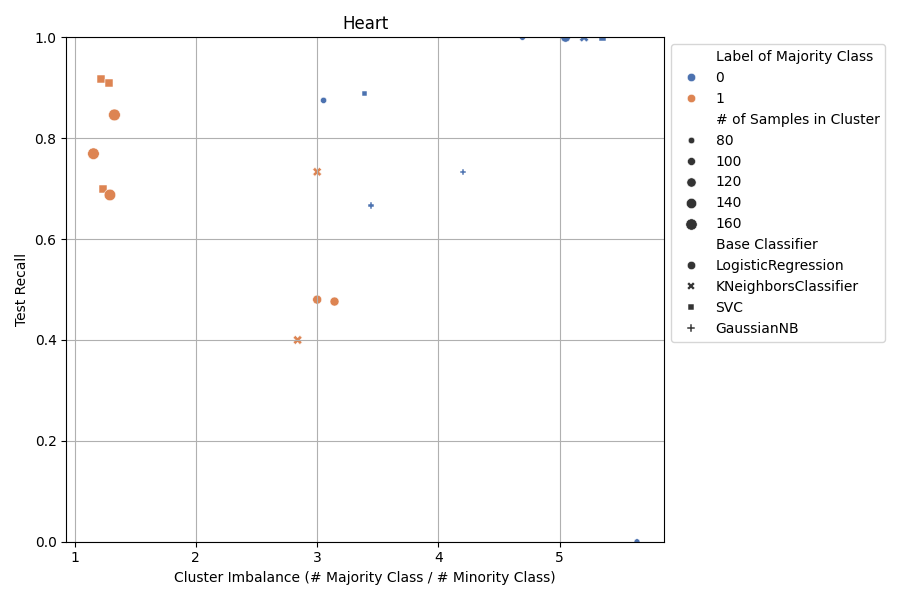 Heart
1.0
0.8
0.6
0.4
0.2
0.0
Test Recall
1
2
3
4
5
Cluster Imbalance (# Majority Class / # Minority Class)
Label of Majority Class
0
1
# of Samples in Cluster
80
100
120
140
160
Base Classifier
LogisticRegression
KNeighborsClassifier
SVC
GaussianNB